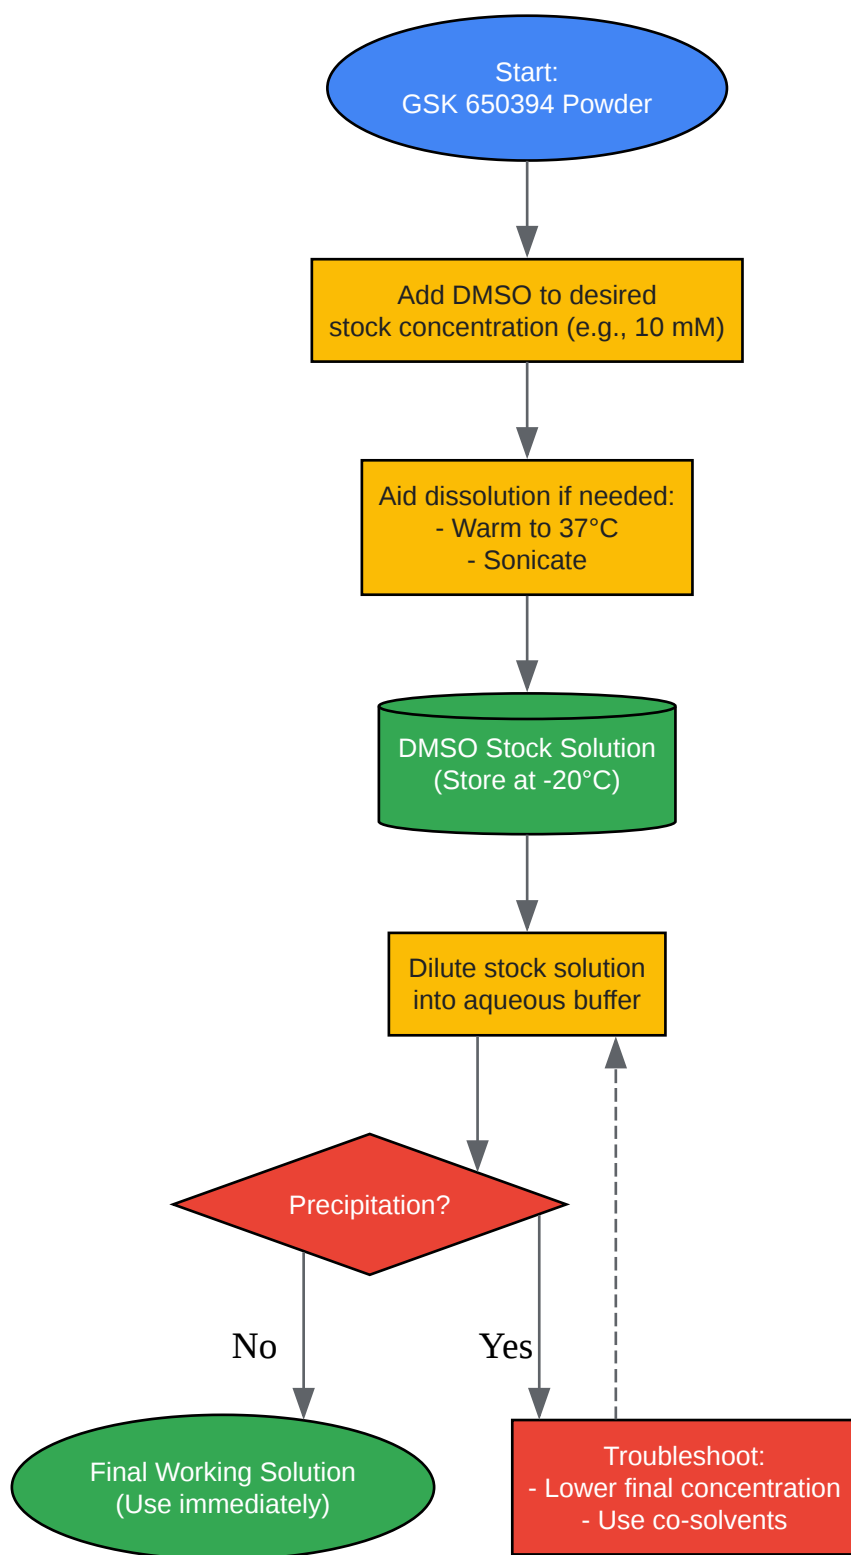 Start:
GSK 650394 Powder
Add DMSO to desired
stock concentration (e.g., 10 mM)
Aid dissolution if needed:
- Warm to 37°C
- Sonicate
DMSO Stock Solution
(Store at -20°C)
Dilute stock solution
into aqueous buffer
Precipitation?
No
Yes
Final Working Solution
(Use immediately)
Troubleshoot:
- Lower final concentration
- Use co-solvents